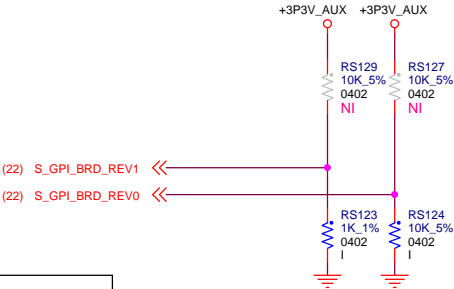 +3P3V_AUX +3P3V_AUX
RS129 RS127
10K_5% 10K_5%
0402 0402
NI NI
(22) S_GPI_BRD_REV1
(22) S_GPI_BRD_REV0
RS123 RS124
1K_1% 10K_5%
0402 0402
I I